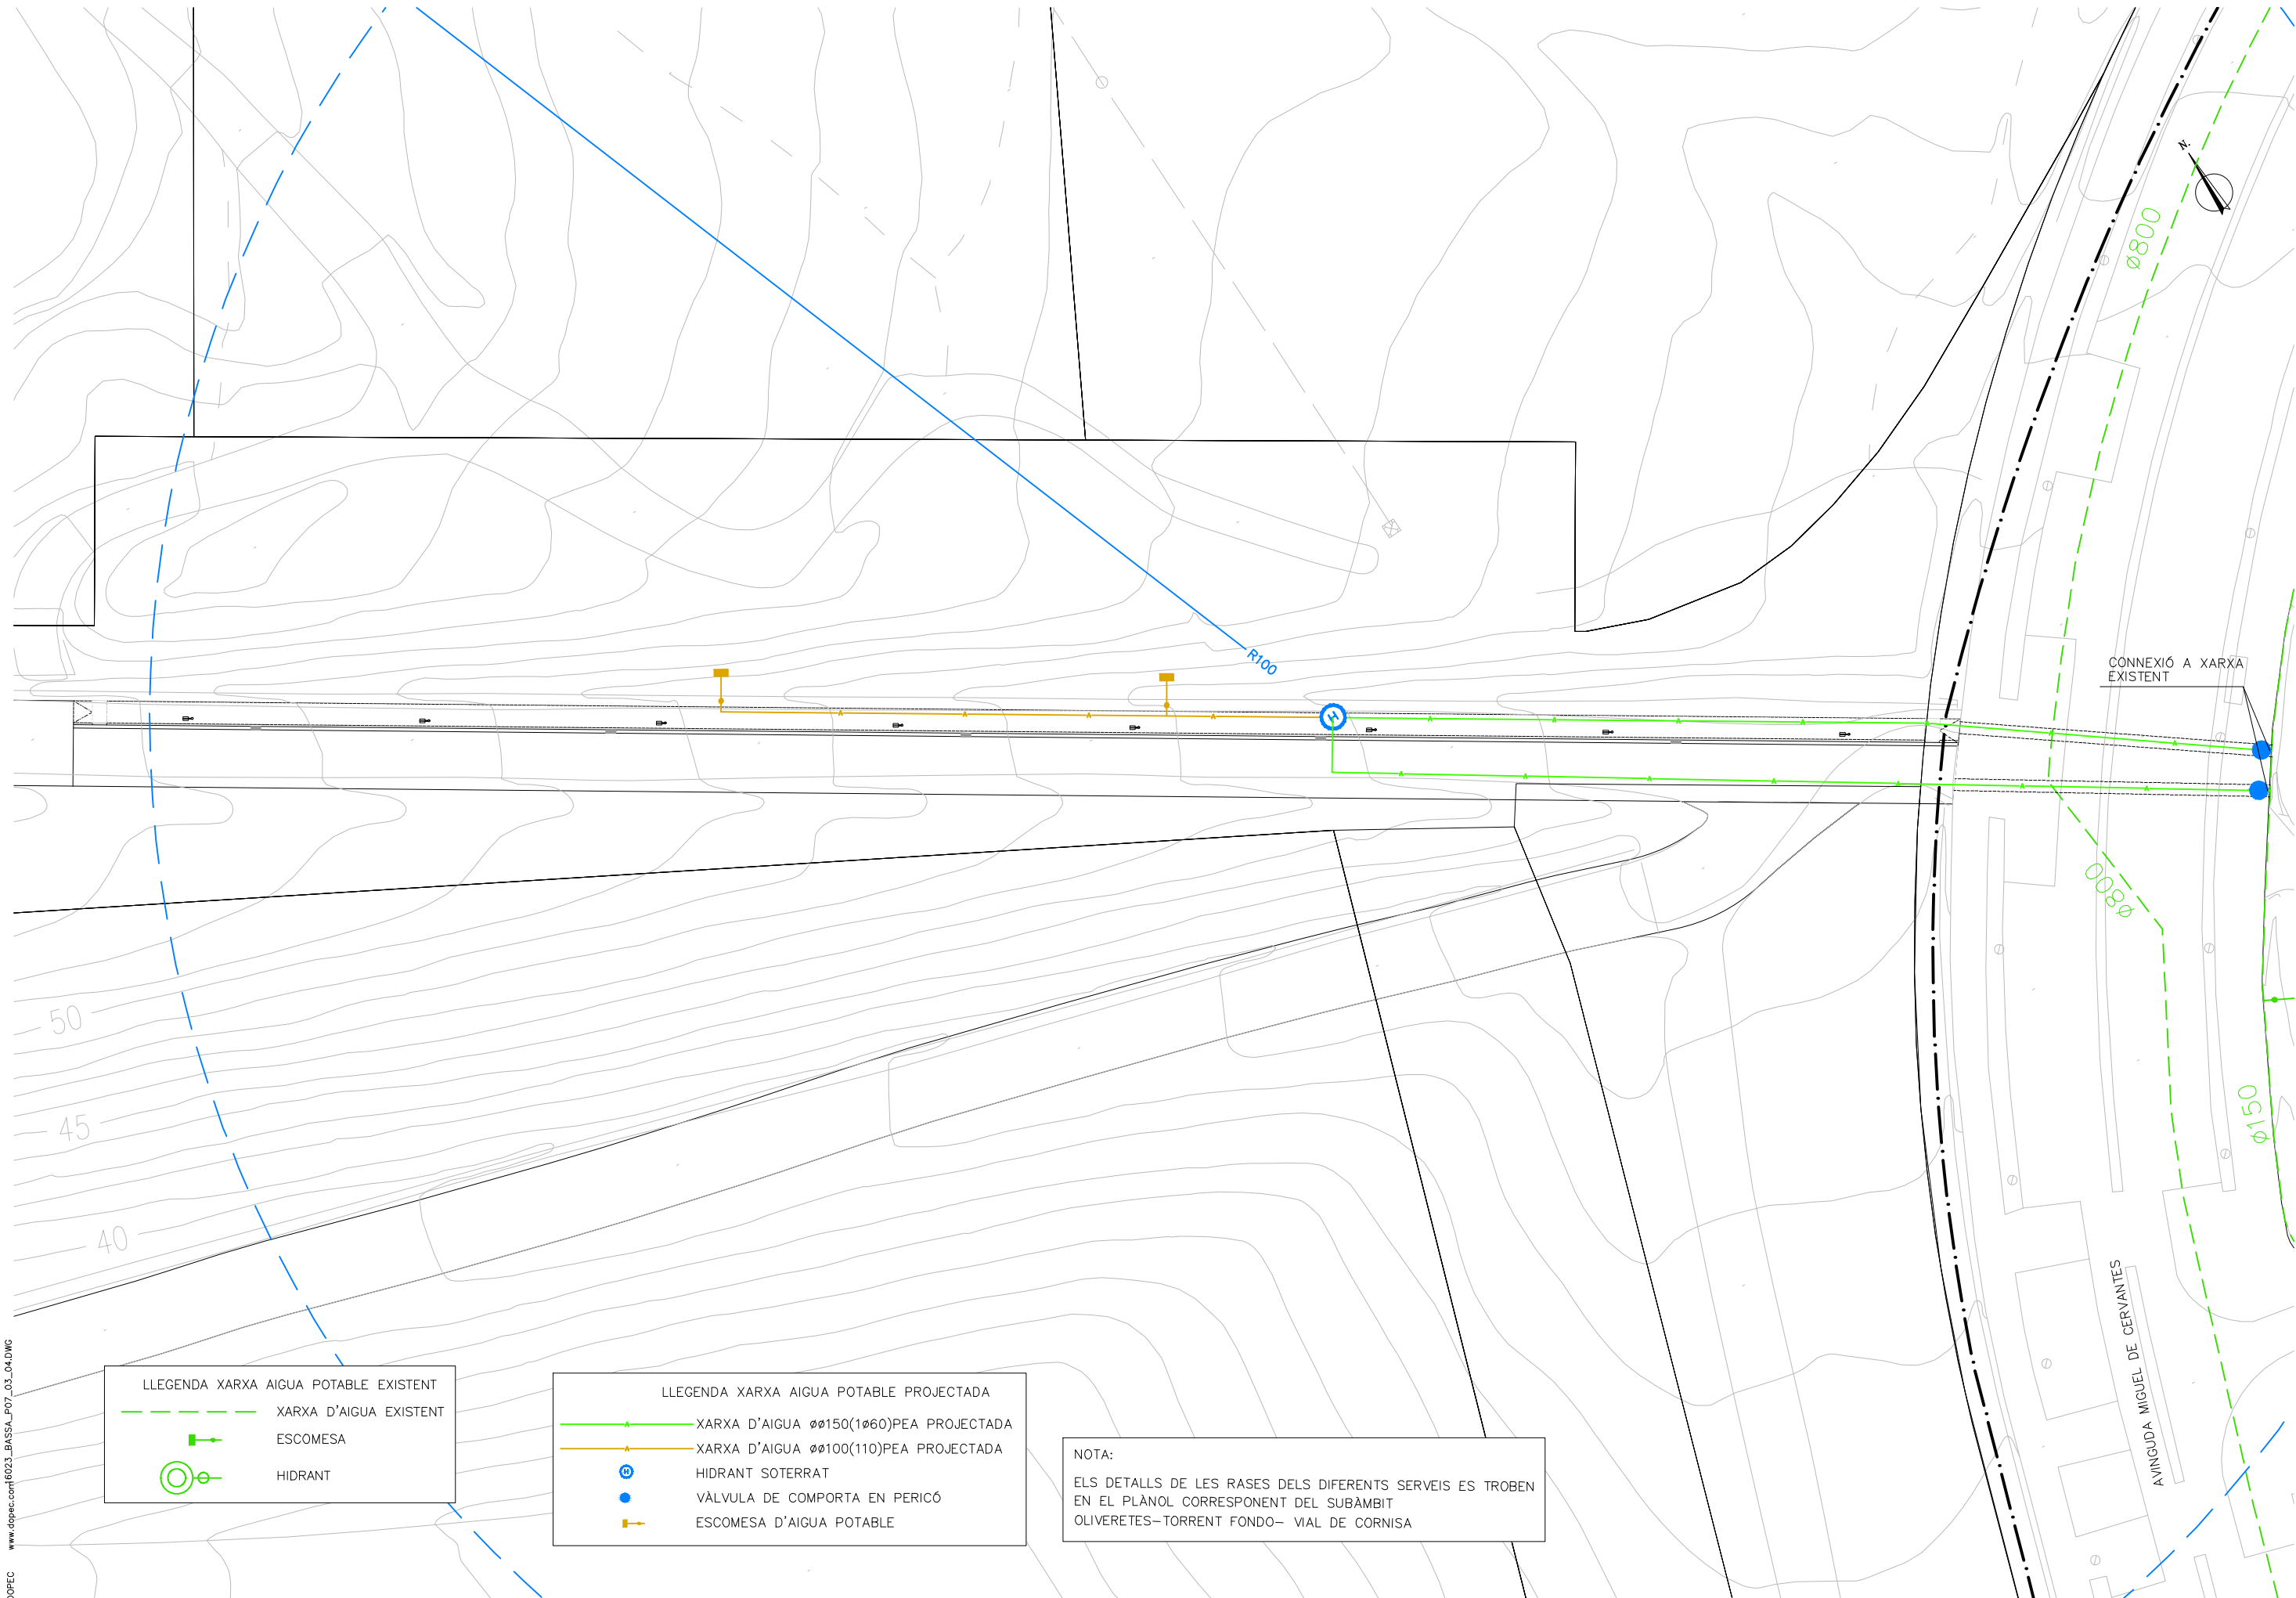 N.
Ø800
R100
CONNEXIÓ A XARXA
EXISTENT
H
Ø800
50
45
40
Ø150
AVINGUDA MIGUEL DE CERVANTES
LLEGENDA XARXA AIGUA POTABLE EXISTENT
XARXA D'AIGUA EXISTENT
ESCOMESA
HIDRANT
LLEGENDA XARXA AIGUA POTABLE PROJECTADA
XARXA D'AIGUA øø150(1ø60)PEA PROJECTADA
XARXA D'AIGUA øø100(110)PEA PROJECTADA
H HIDRANT SOTERRAT
VÀLVULA DE COMPORTA EN PERICÓ
ESCOMESA D'AIGUA POTABLE
NOTA:
ELS DETALLS DE LES RASES DELS DIFERENTS SERVEIS ES TROBEN
EN EL PLÀNOL CORRESPONENT DEL SUBÀMBIT
OLIVERETES-TORRENT FONDO- VIAL DE CORNISA
DOPEC www.dopec.com 16023_BASSA_P07_03_04.DWG